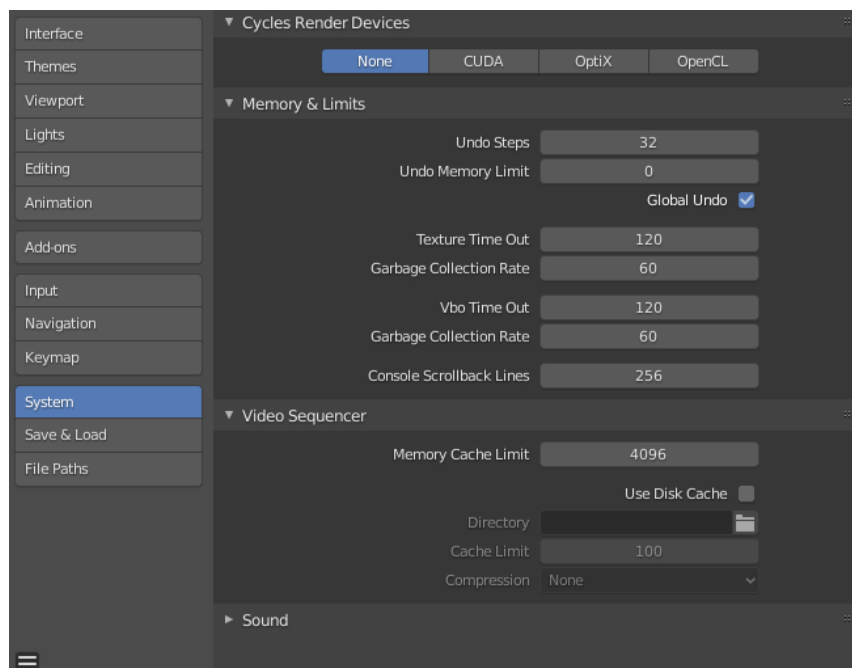 Interface
Themes
Viewport
Lights
Editing
Animation
Add-ons
Input
Navigation
Keymap
System
Save & Load
File Paths
Cycles Render Devices
None CUDA OptiX OpenCL
Memory & Limits
Undo Steps 32
Undo Memory Limit 0
Global Undo
Texture Time Out 120
Garbage Collection Rate 60
Vbo Time Out 120
Garbage Collection Rate 60
Console Scrollback Lines 256
Video Sequencer
Memory Cache Limit 4096
Use Disk Cache
Directory
Cache Limit 100
Compression None
Sound